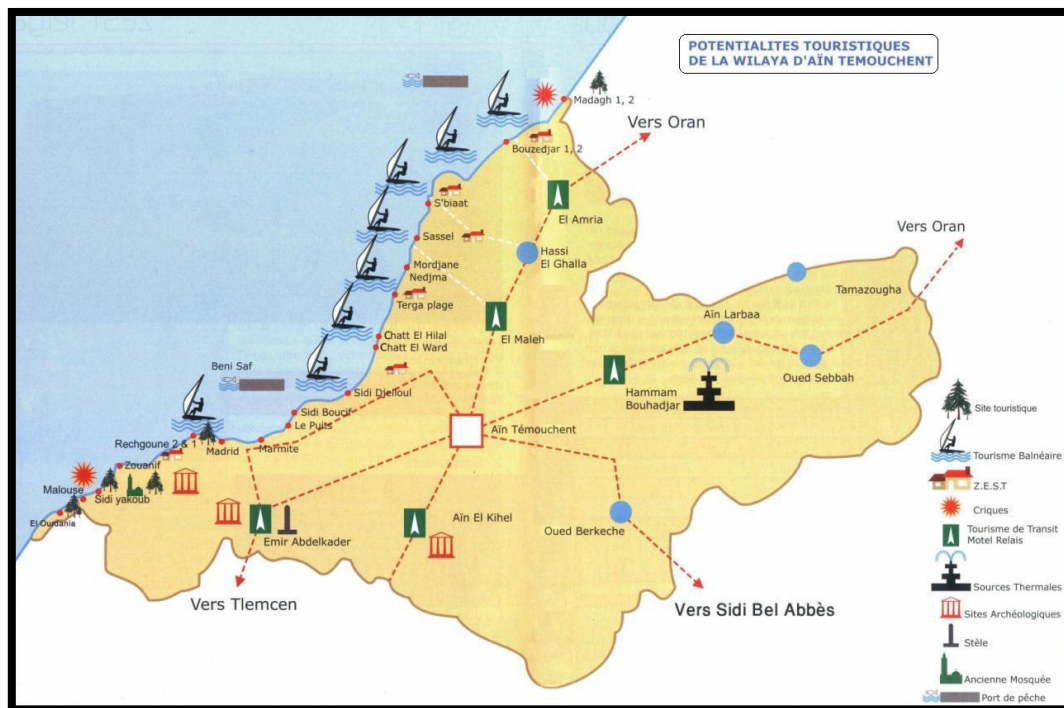 POTENTIALITES TOURISTIQUES
DE LA WILAYA D'AÏN TEMOUCHENT
Madagh 1, 2
Vers Oran
Bouzedjar 1, 2
S'biaat
El Amria
Vers Oran
Sassel
Hassi
El Ghalla
Mordjane
Nedjma
Tamazougha
Terga plage
Aïn Larbaa
El Maleh
Chatt El Hilal
Chatt El Ward
Oued Sebbah
Beni Saf
Hammam
Bouhadjar
Sidi Djelloul
Sidi Boucif
Le Puits
Aïn Témouchent
Rechgoune 2 & 1
Madrid
Marmite
Zouanif
Malouse
Sidi yakoub
El Ourdania
Emir Abdelkader
Aïn El Kihel
Oued Berkeche
Vers Tlemcen
Vers Sidi Bel Abbès
Site touristique
Tourisme Balnéaire
Z.E.S.T
Criques
Tourisme de Transit
Motel Relais
Sources Thermales
Sites Archéologiques
Stèle
Ancienne Mosquée
Port de pêche